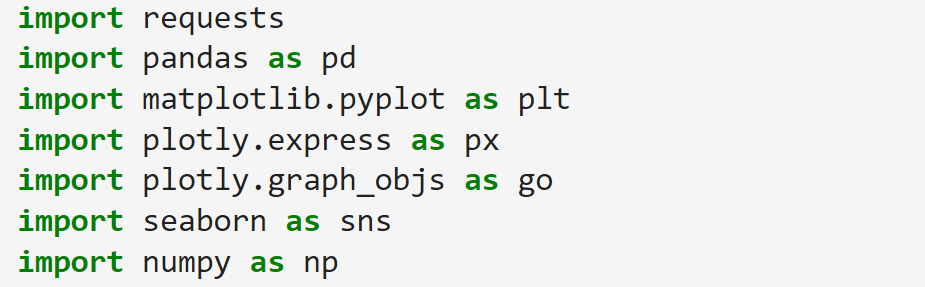 import requests
import pandas as pd
import matplotlib.pyplot as plt
import plotly.express as px
import plotly.graph_objs as go
import seaborn as sns
import numpy as np